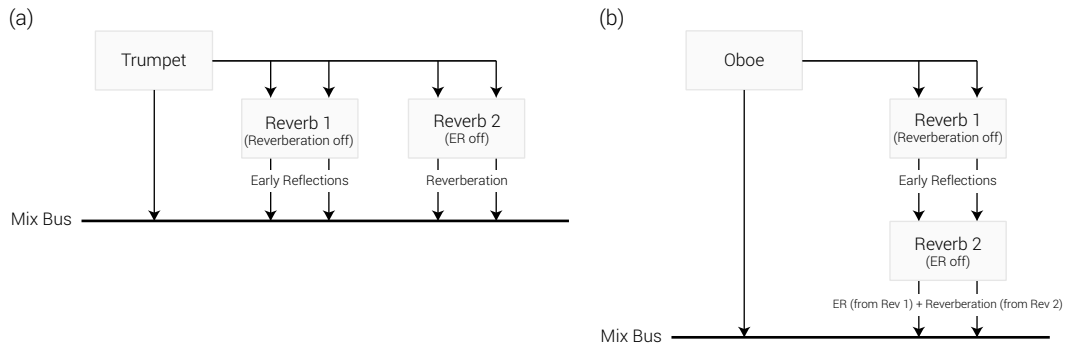 (a)
Trumpet
Reverb 1
(Reverberation off)
Reverb 2
(ER off)
Early Reflections
Reverberation
Mix Bus
(b)
Oboe
Reverb 1
(Reverberation off)
Early Reflections
Reverb 2
(ER off)
ER (from Rev 1) + Reverberation (from Rev 2)
Mix Bus